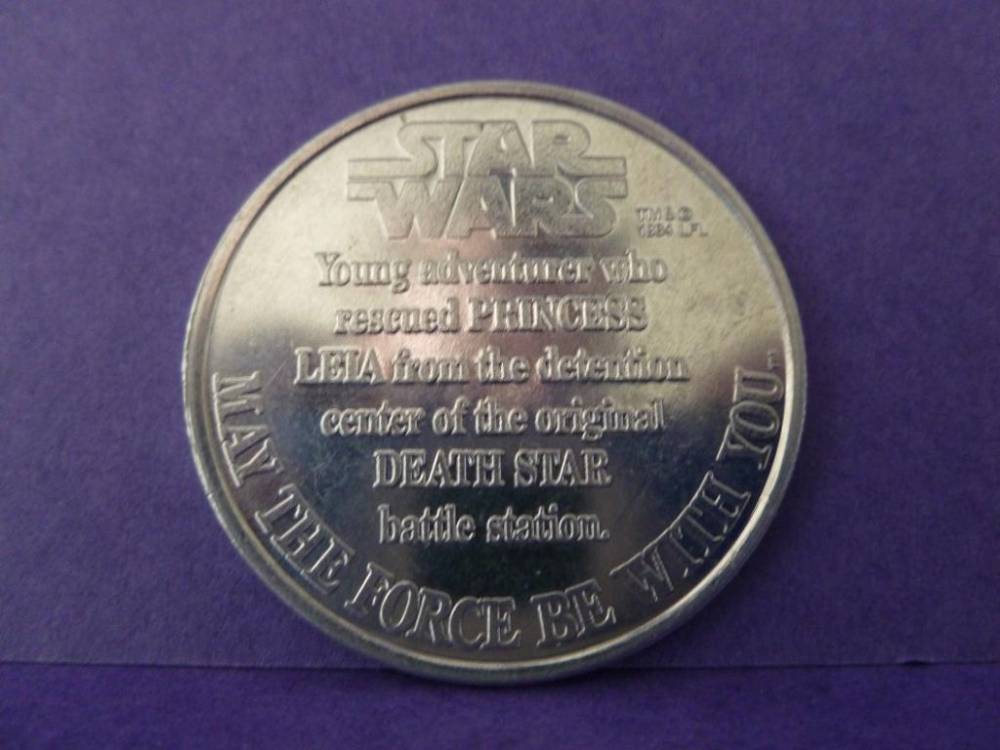 STAR
WARS
TM & ©
1984 LFL
Young adventurer who
rescued PRINCESS
LEIA from the detention
center of the original
DEATH STAR
battle station.
MAY THE FORCE BE WITH YOU.